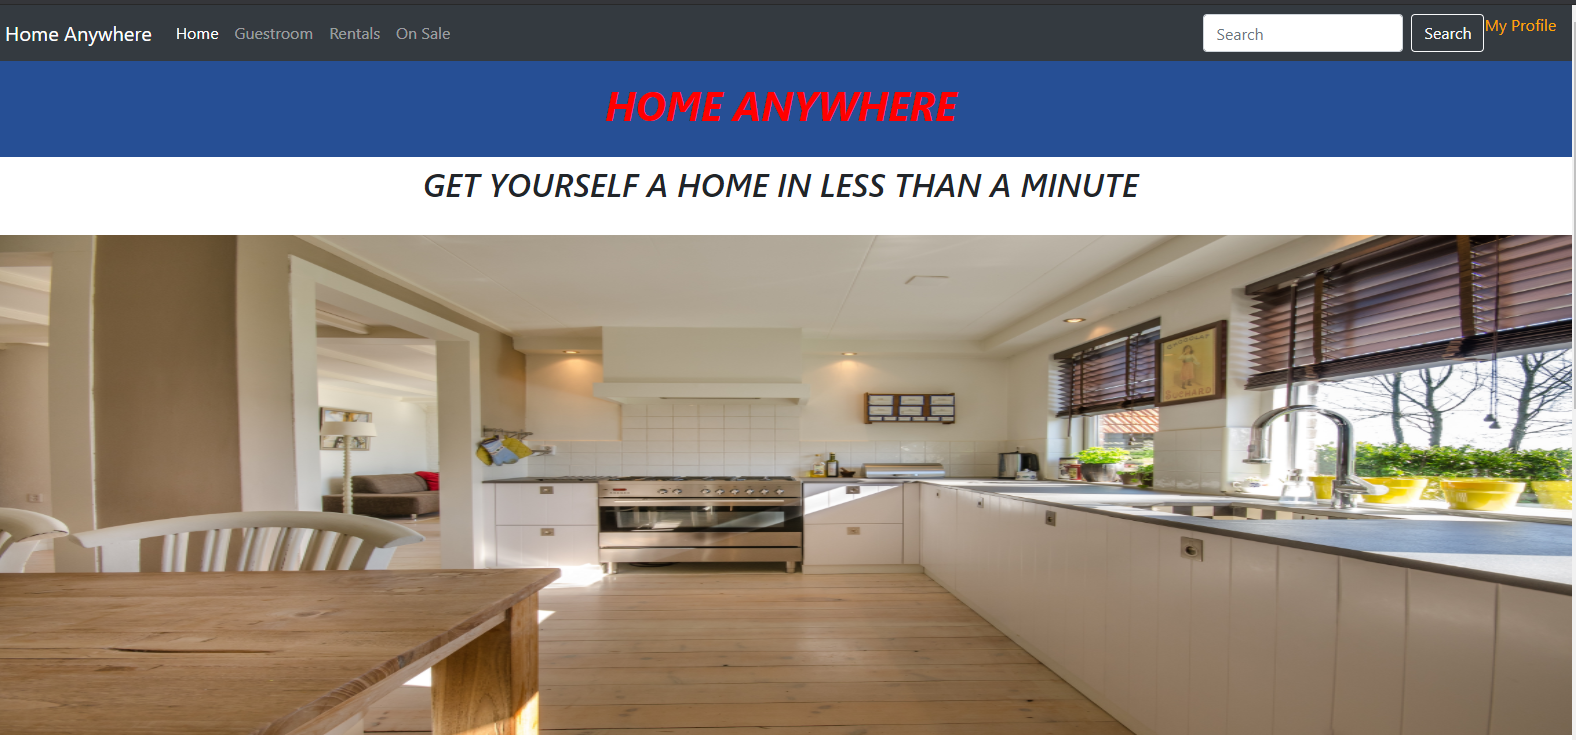 Home Anywhere Home Guestroom Rentals On Sale Search Search My Profile
HOME ANYWHERE
GET YOURSELF A HOME IN LESS THAN A MINUTE